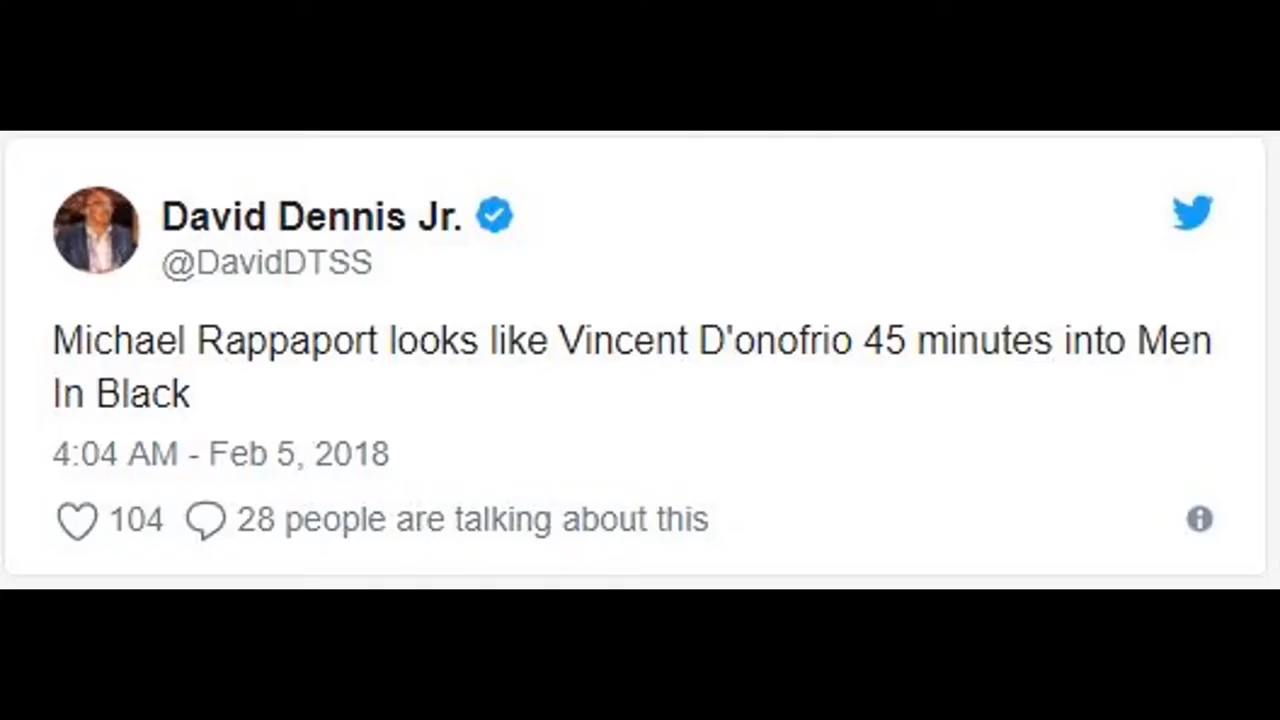 David Dennis Jr.
@DavidDTSS
Michael Rappaport looks like Vincent D'onofrio 45 minutes into Men
In Black
4:04 AM - Feb 5, 2018
104 28 people are talking about this